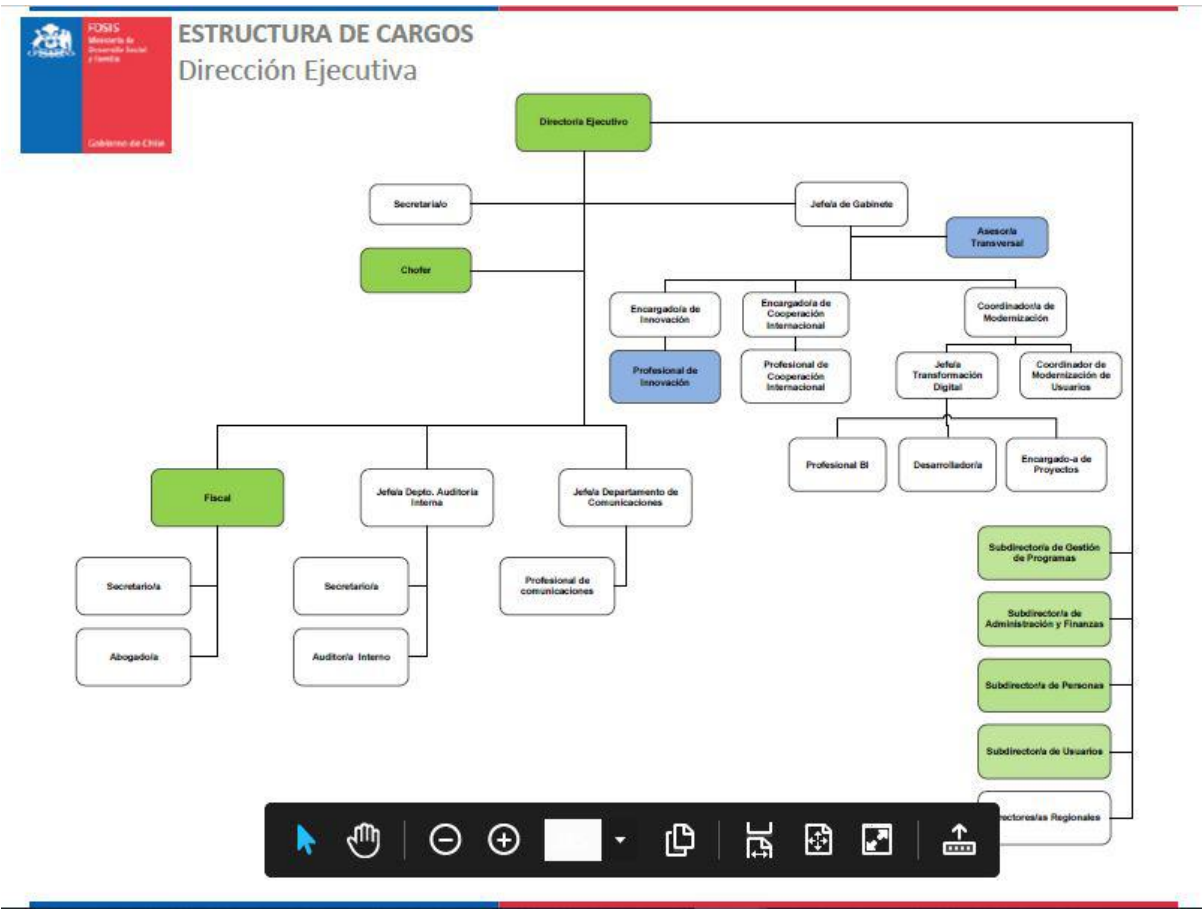 FOSIS
Ministerio de
Desarrollo Social
y Familia
Gobierno de Chile
ESTRUCTURA DE CARGOS
Dirección Ejecutiva
Director/a Ejecutivo
Secretaria/o
Jefe/a de Gabinete
Asesor/a
Transversal
Chofer
Encargado/a de
Innovación
Encargado/a de
Cooperación
Internacional
Coordinador/a de
Modernización
Profesional de
Innovación
Profesional de
Cooperación
Internacional
Jefe/a
Transformación
Digital
Coordinador de
Modernización de
Usuarios
Profesional BI
Desarrollador/a
Encargado-a de
Proyectos
Fiscal
Jefe/a Depto. Auditoría
Interna
Jefe/a Departamento de
Comunicaciones
Secretario/a
Secretario/a
Profesional de
comunicaciones
Abogado/a
Auditor/a Interno
Subdirector/a de Gestión
de Programas
Subdirector/a de
Administración y Finanzas
Subdirector/a de Personas
Subdirector/a de Usuarios
rectores/as Regionales